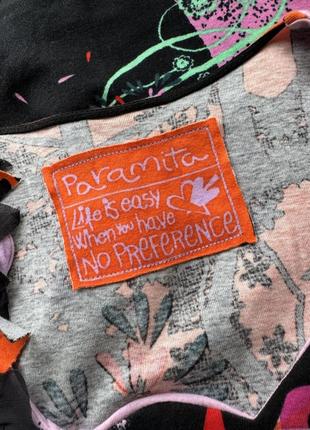 Paramita
Life is easy
When you have
NO PREFERENCE